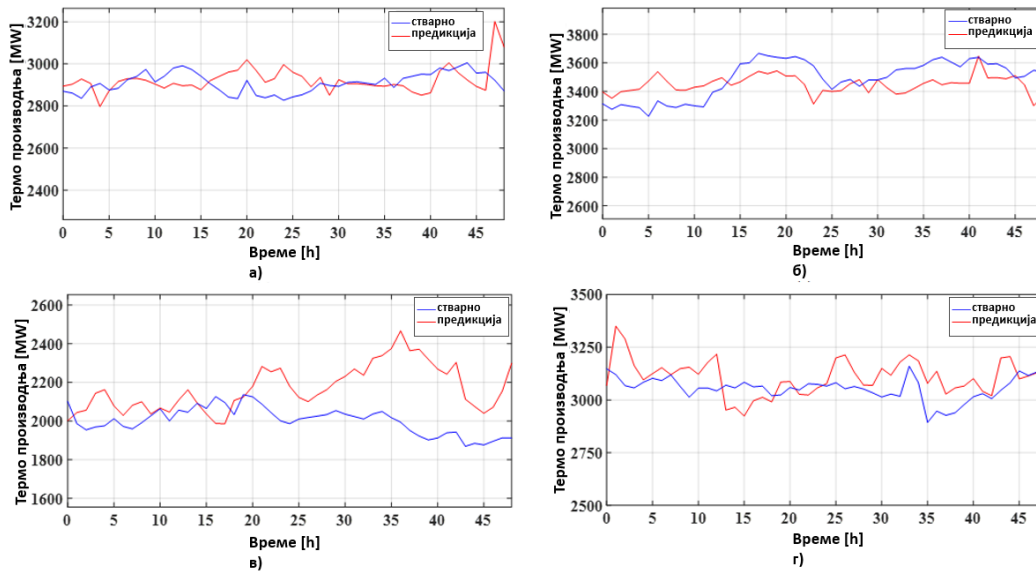 3200
3000
2800
2600
2400
Термо производња [MW]
стварно
предикција
0 5 10 15 20 25 30 35 40 45
Време [h]
а)
3800
3600
3400
3200
3000
2800
2600
Термо производња [MW]
стварно
предикција
0 5 10 15 20 25 30 35 40 45
Време [h]
б)
2600
2400
2200
2000
1800
1600
Термо производња [MW]
стварно
предикција
0 5 10 15 20 25 30 35 40 45
Време [h]
в)
3500
3250
3000
2750
2500
Термо производња [MW]
стварно
предикција
0 5 10 15 20 25 30 35 40 45
Време [h]
г)